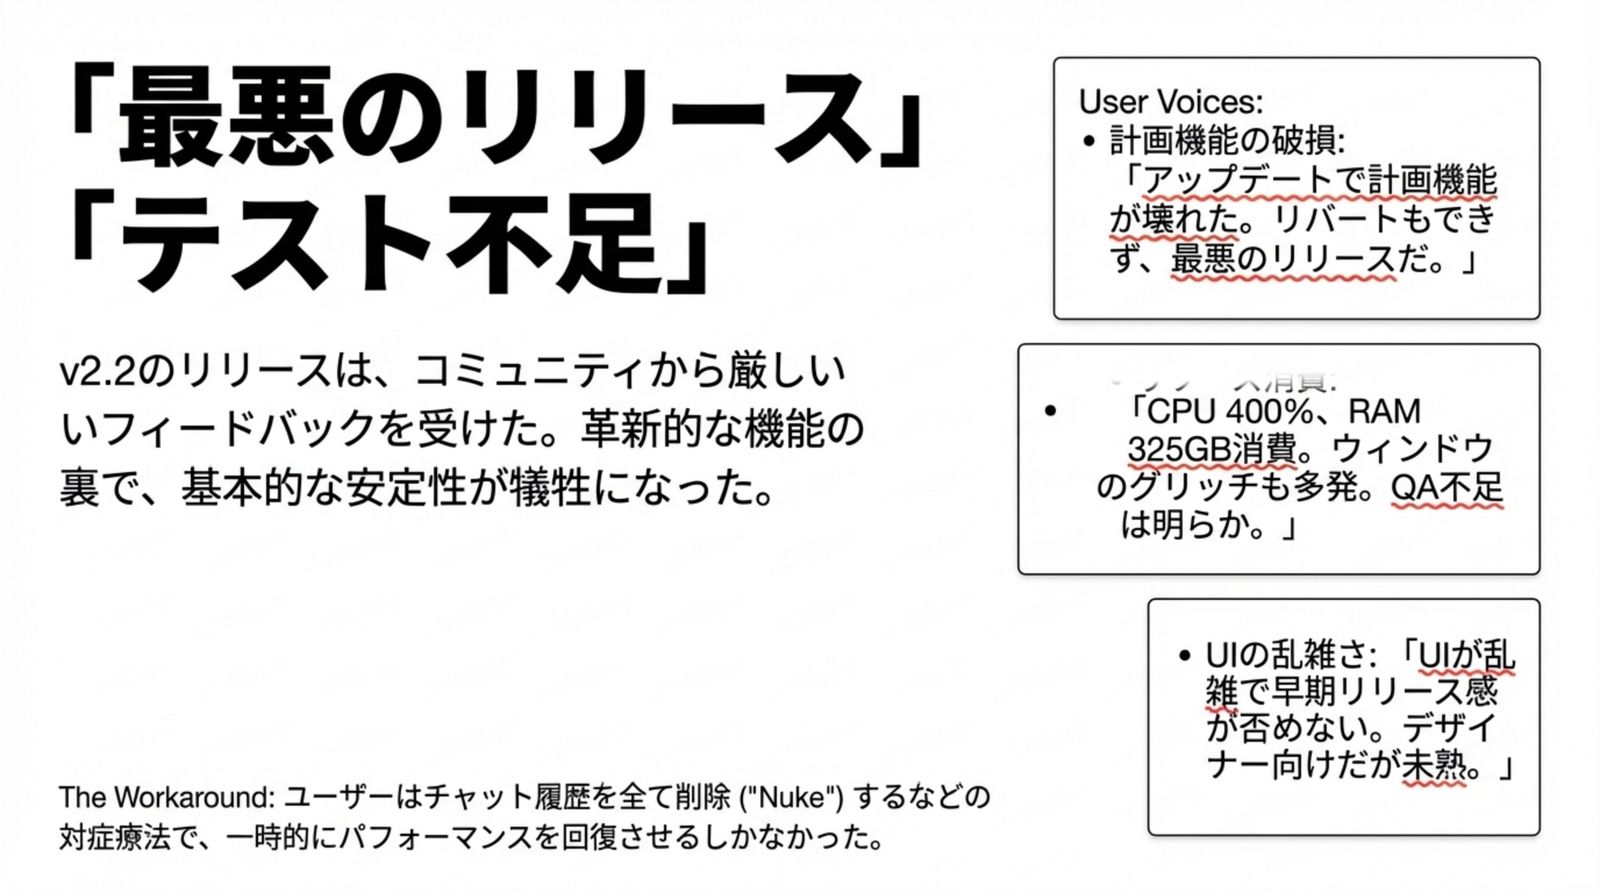 「最悪のリリース」
「テスト不足」
v2.2のリリースは、コミュニティから厳しい
いフィードバックを受けた。革新的な機能の
裏で、基本的な安定性が犠牲になった。
The Workaround: ユーザーはチャット履歴を全て削除 ("Nuke") するなどの
対症療法で、一時的にパフォーマンスを回復させるしかなかった。
User Voices:
• 計画機能の破損:
「アップデートで計画機能
が壊れた。リバートもでき
ず、最悪のリリースだ。」
消費:
• 「CPU 400%、RAM
325GB消費。ウィンドウ
のグリッチも多発。QA不足
は明らか。」
• UIの乱雑さ: 「UIが乱
雑で早期リリース感
が否めない。デザイ
ナー向けだが未熟。」